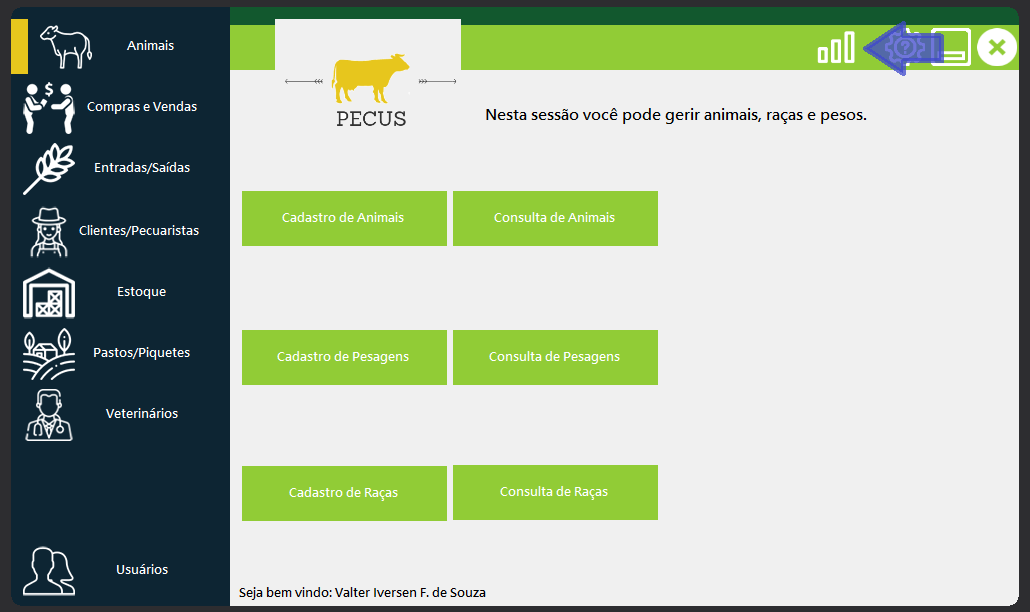 Animais
Compras e Vendas
Entradas/Saídas
Clientes/Pecuaristas
Estoque
Pastos/Piquetes
Veterinários
Usuários
PECUS
Nesta sessão você pode gerir animais, raças e pesos.
Cadastro de Animais
Consulta de Animais
Cadastro de Pesagens
Consulta de Pesagens
Cadastro de Raças
Consulta de Raças
Seja bem vindo: Valter Iversen F. de Souza